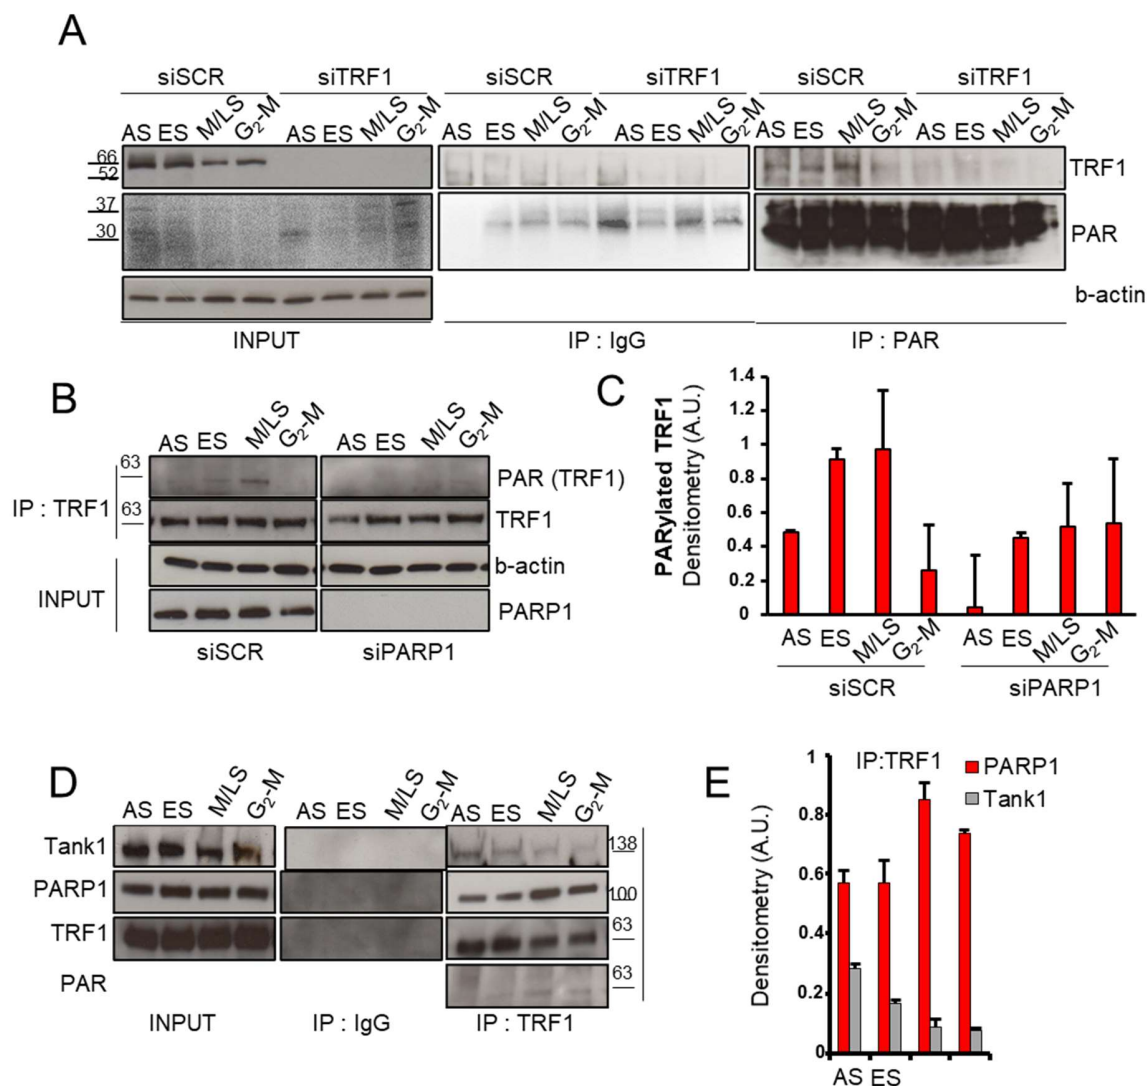 A
siSCR siTRF1 siSCR siTRF1 siSCR siTRF1
AS ES M/LS G₂-M AS ES M/LS G₂-M AS ES M/LS G₂-M AS ES M/LS G₂-M AS ES M/LS G₂-M AS ES M/LS G₂-M
66
52
TRF1
37
30
PAR
b-actin
INPUT IP : IgG IP : PAR
B
AS ES M/LS G₂-M AS ES M/LS G₂-M
IP : TRF1
63
PAR (TRF1)
63
TRF1
INPUT
b-actin
PARP1
siSCR siPARP1
C
PARylated TRF1
Densitometry (A.U.)
1.4
1.2
1
0.8
0.6
0.4
0.2
0
AS ES M/LS G₂-M AS ES M/LS G₂-M
siSCR siPARP1
D
AS ES M/LS G₂-M AS ES M/LS G₂-M AS ES M/LS G₂-M
Tank1
138
PARP1
100
TRF1
63
PAR
63
INPUT IP : IgG IP : TRF1
E
IP:TRF1
PARP1
Tank1
Densitometry (A.U.)
1
0.8
0.6
0.4
0.2
0
AS ES